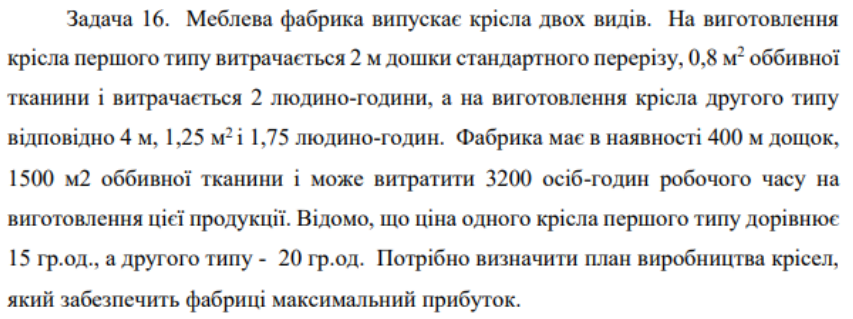 Задача 16. Меблева фабрика випускає крісла двох видів. На виготовлення
крісла першого типу витрачається 2 м дошки стандартного перерізу, 0,8 м² оббивної
тканини і витрачається 2 людино-години, а на виготовлення крісла другого типу
відповідно 4 м, 1,25 м² і 1,75 людино-годин. Фабрика має в наявності 400 м дощок,
1500 м2 оббивної тканини і може витратити 3200 осіб-годин робочого часу на
виготовлення цієї продукції. Відомо, що ціна одного крісла першого типу дорівнює
15 гр.од., а другого типу - 20 гр.од. Потрібно визначити план виробництва крісел,
який забезпечить фабриці максимальний прибуток.